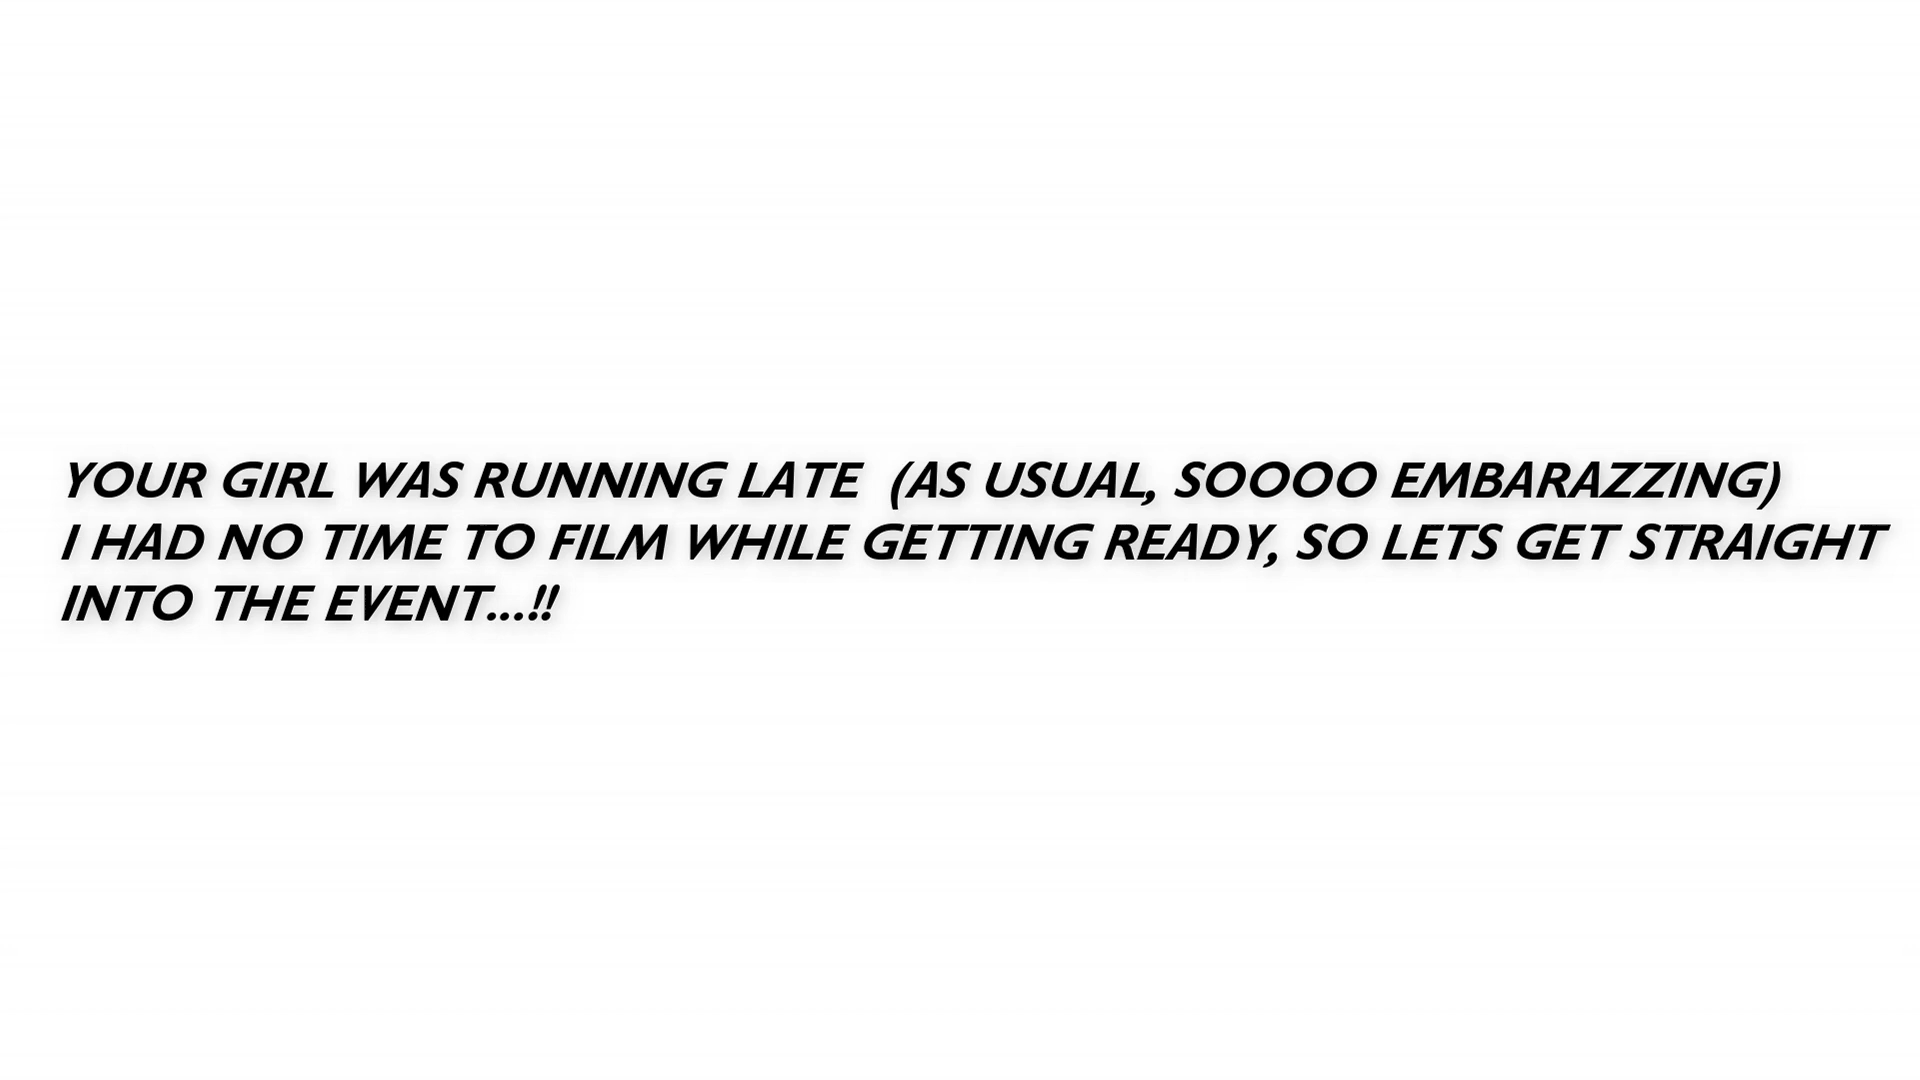 YOUR GIRL WAS RUNNING LATE  (AS USUAL, SOOOO EMBARAZZING)
I HAD NO TIME TO FILM WHILE GETTING READY, SO LETS GET STRAIGHT
INTO THE EVENT...!!